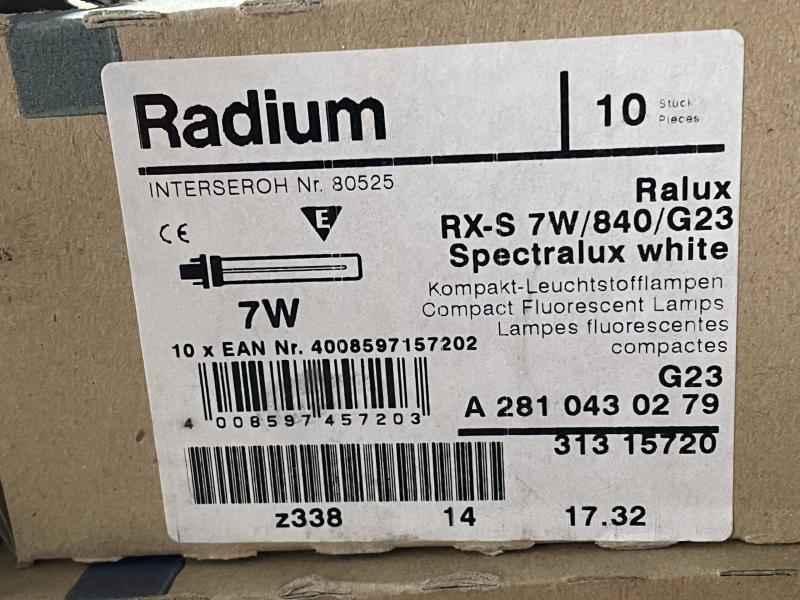 Radium
10 Stück
Pieces
INTERSEROH Nr. 80525
Ralux
RX-S 7W/840/G23
Spectralux white
CE
E
Kompakt-Leuchtstofflampen
Compact Fluorescent Lamps
Lampes fluorescentes
compactes
7W
10 x EAN Nr. 4008597157202
G23
4 008597 457203
A 281 043 02 79
313 15720
z338 14 17.32